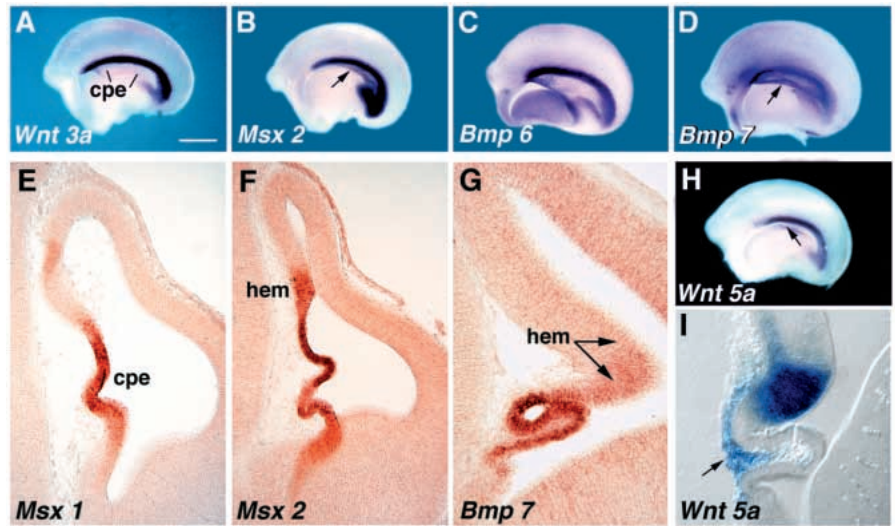 A
cpe
Wnt 3a
B
Msx 2
C
Bmp 6
D
Bmp 7
E
cpe
Msx 1
F
hem
Msx 2
G
hem
Bmp 7
H
Wnt 5a
I
Wnt 5a